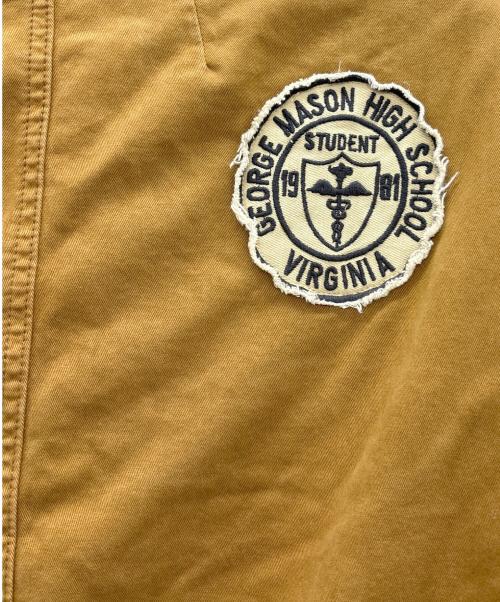 GEORGE MASON HIGH SCHOOL
STUDENT
19 81
VIRGINIA